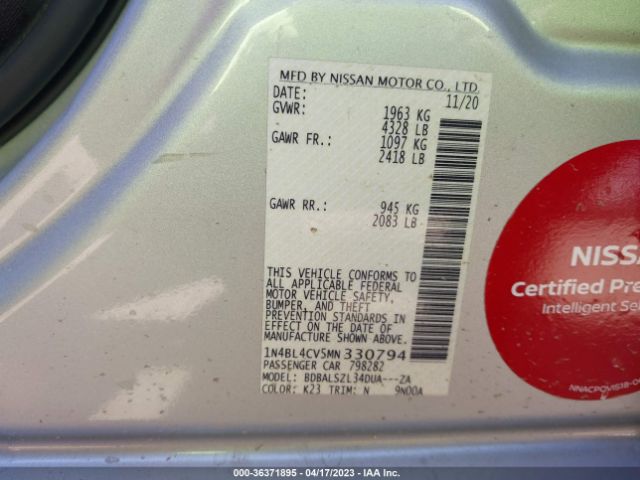 MFD BY NISSAN MOTOR CO., LTD.
DATE: 11/20
GVWR: 1963 KG
4328 LB
GAWR FR.: 1097 KG
2418 LB
GAWR RR.: 945 KG
2083 LB
THIS VEHICLE CONFORMS TO
ALL APPLICABLE FEDERAL
MOTOR VEHICLE SAFETY,
BUMPER, AND THEFT
PREVENTION STANDARDS IN
EFFECT ON THE DATE OF
MANUFACTURE SHOWN ABOVE.
1N4BL4CV5MN330794
PASSENGER CAR 798282
MODEL: BDBALSZL34DUA---ZA
COLOR: K23 TRIM: N 9N00A
NISSA
Certified Pre
Intelligent Se
000-36371895 - 04/17/2023 - IAA Inc.